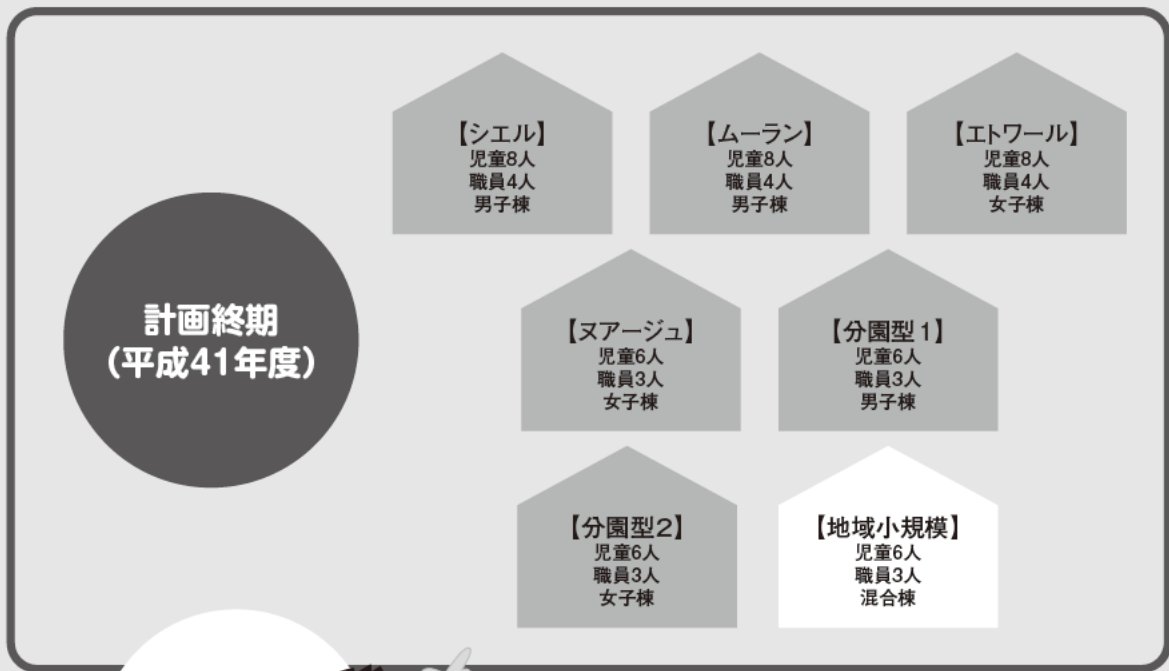 計画終期
(平成41年度)
【シエル】
児童8人
職員4人
男子棟
【ムーラン】
児童8人
職員4人
男子棟
【エトワール】
児童8人
職員4人
女子棟
【ヌアージュ】
児童6人
職員3人
女子棟
【分園型1】
児童6人
職員3人
男子棟
【分園型2】
児童6人
職員3人
女子棟
【地域小規模】
児童6人
職員3人
混合棟